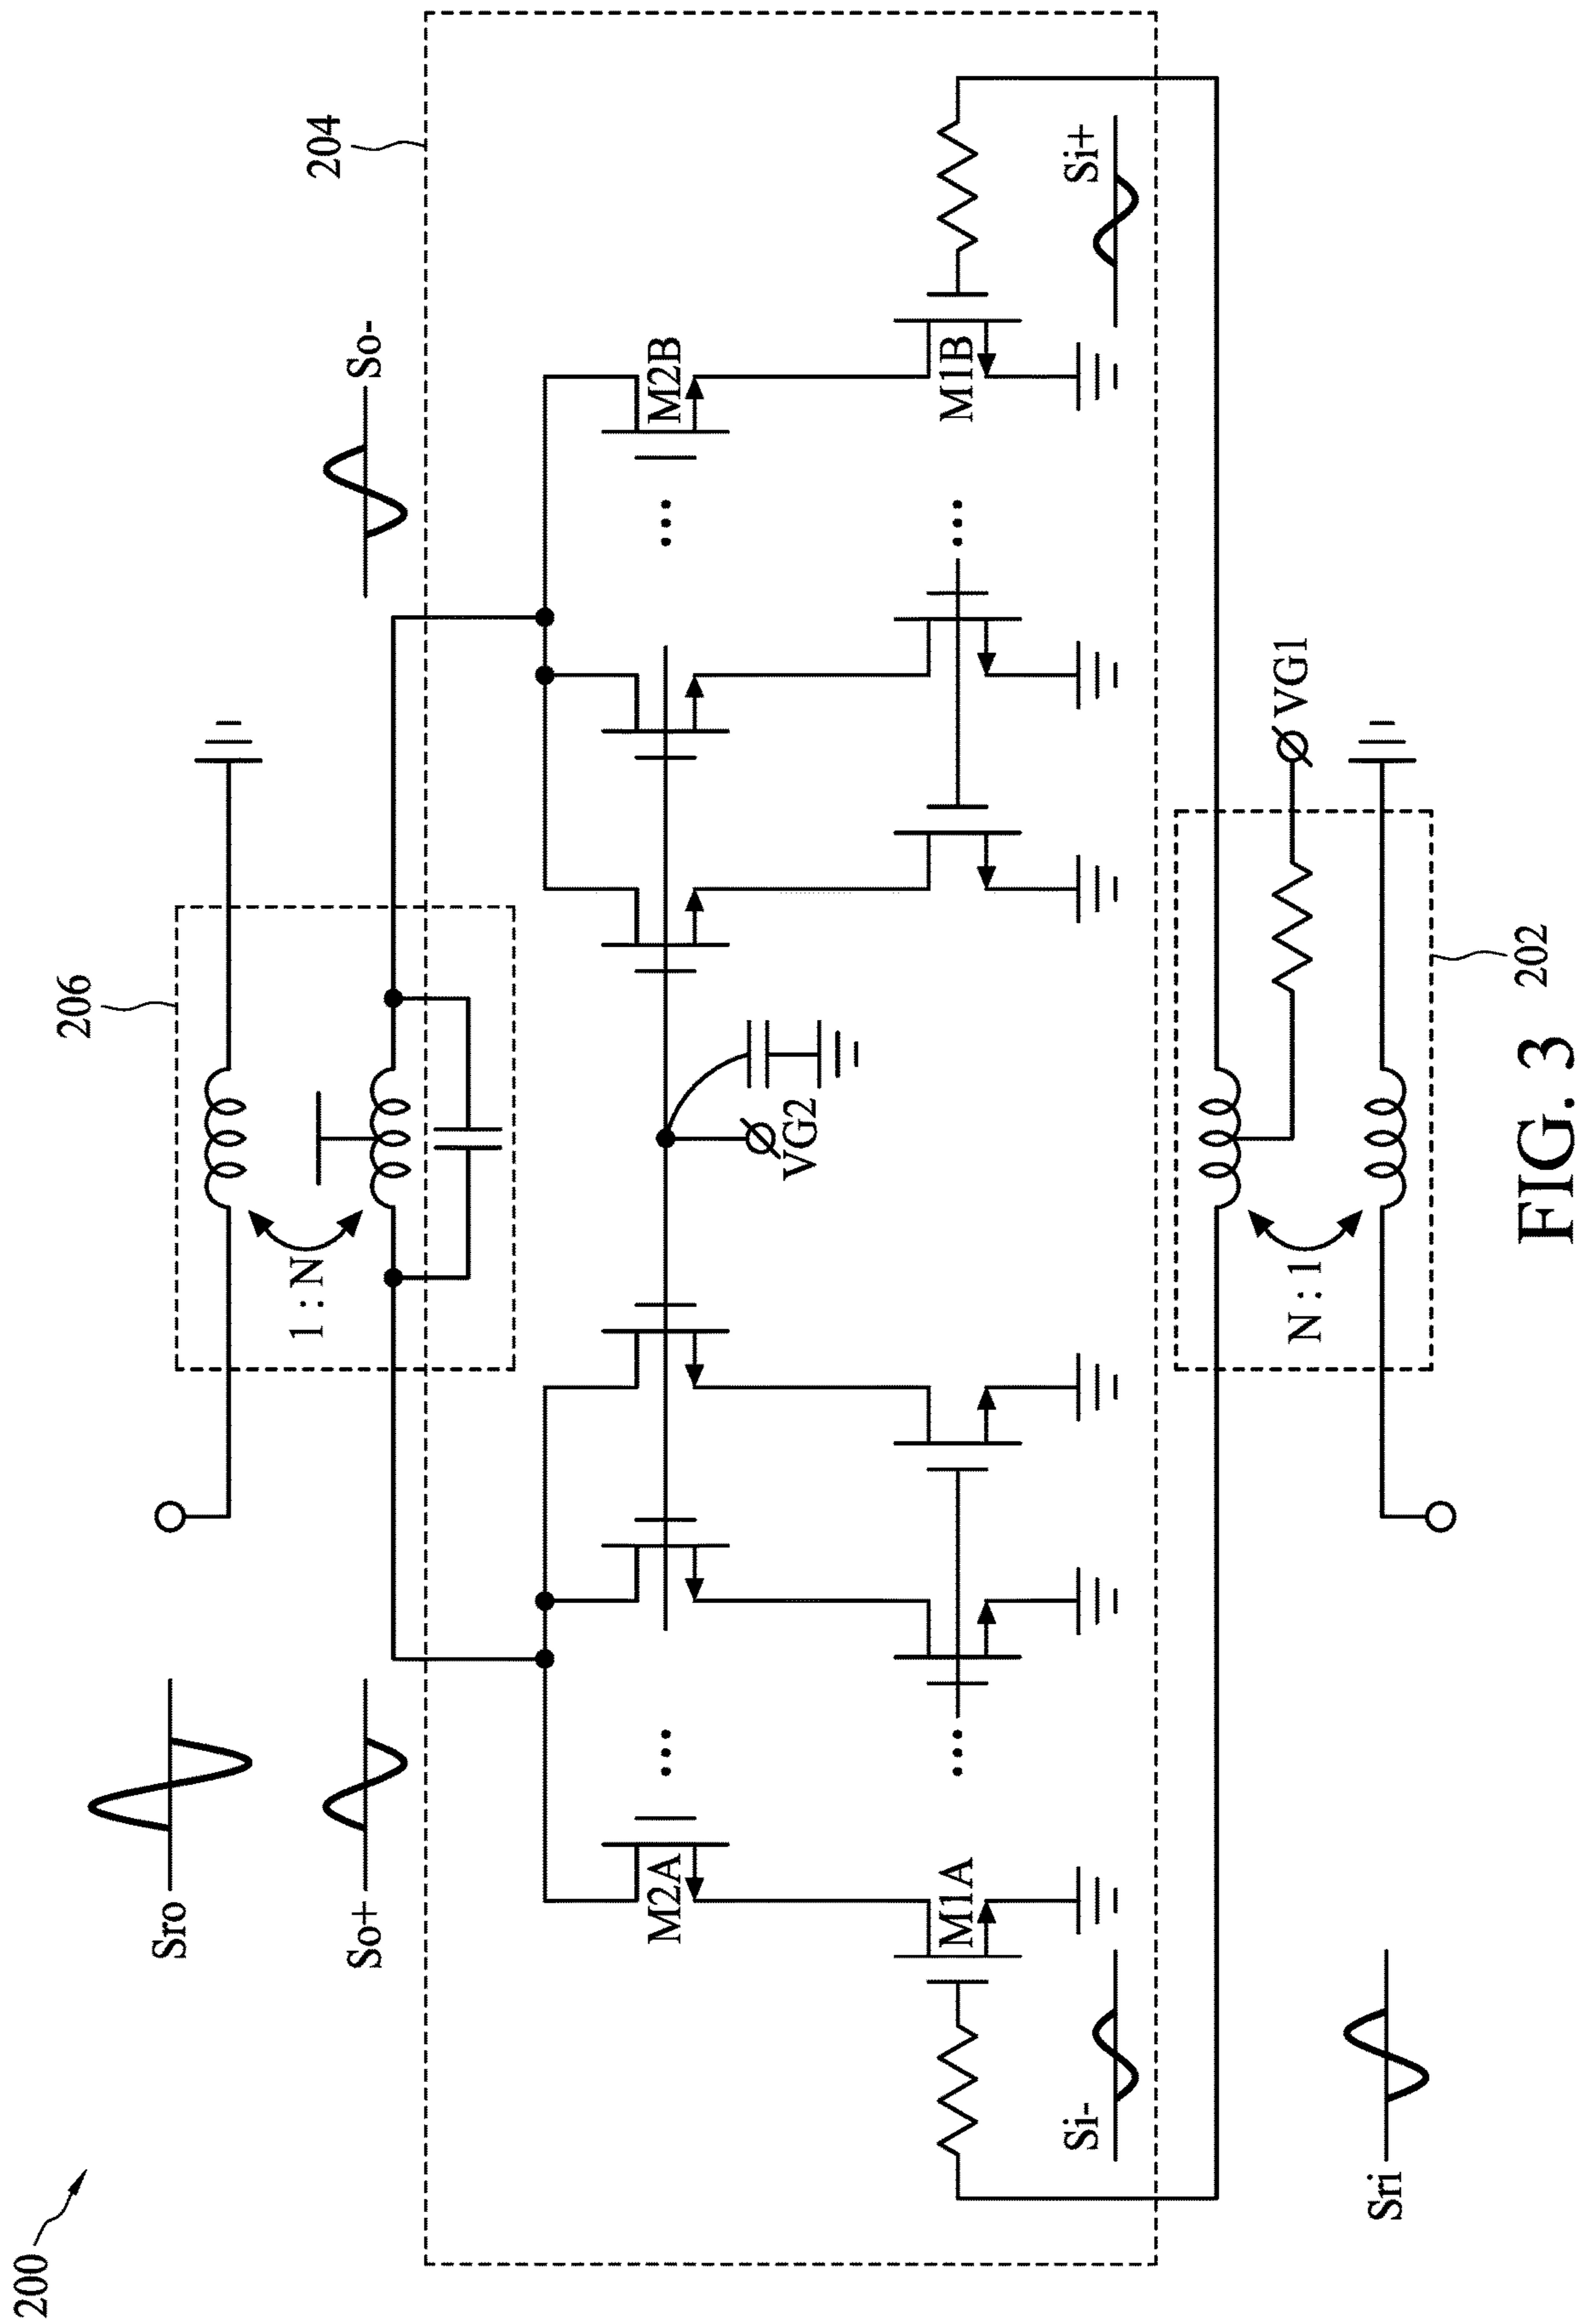 200
Sro
206
So+
So-
1 : N
204
M2A
VG2
M2B
M1A
M1B
Si-
Si+
N : 1
VG1
Sri
202
FIG. 3